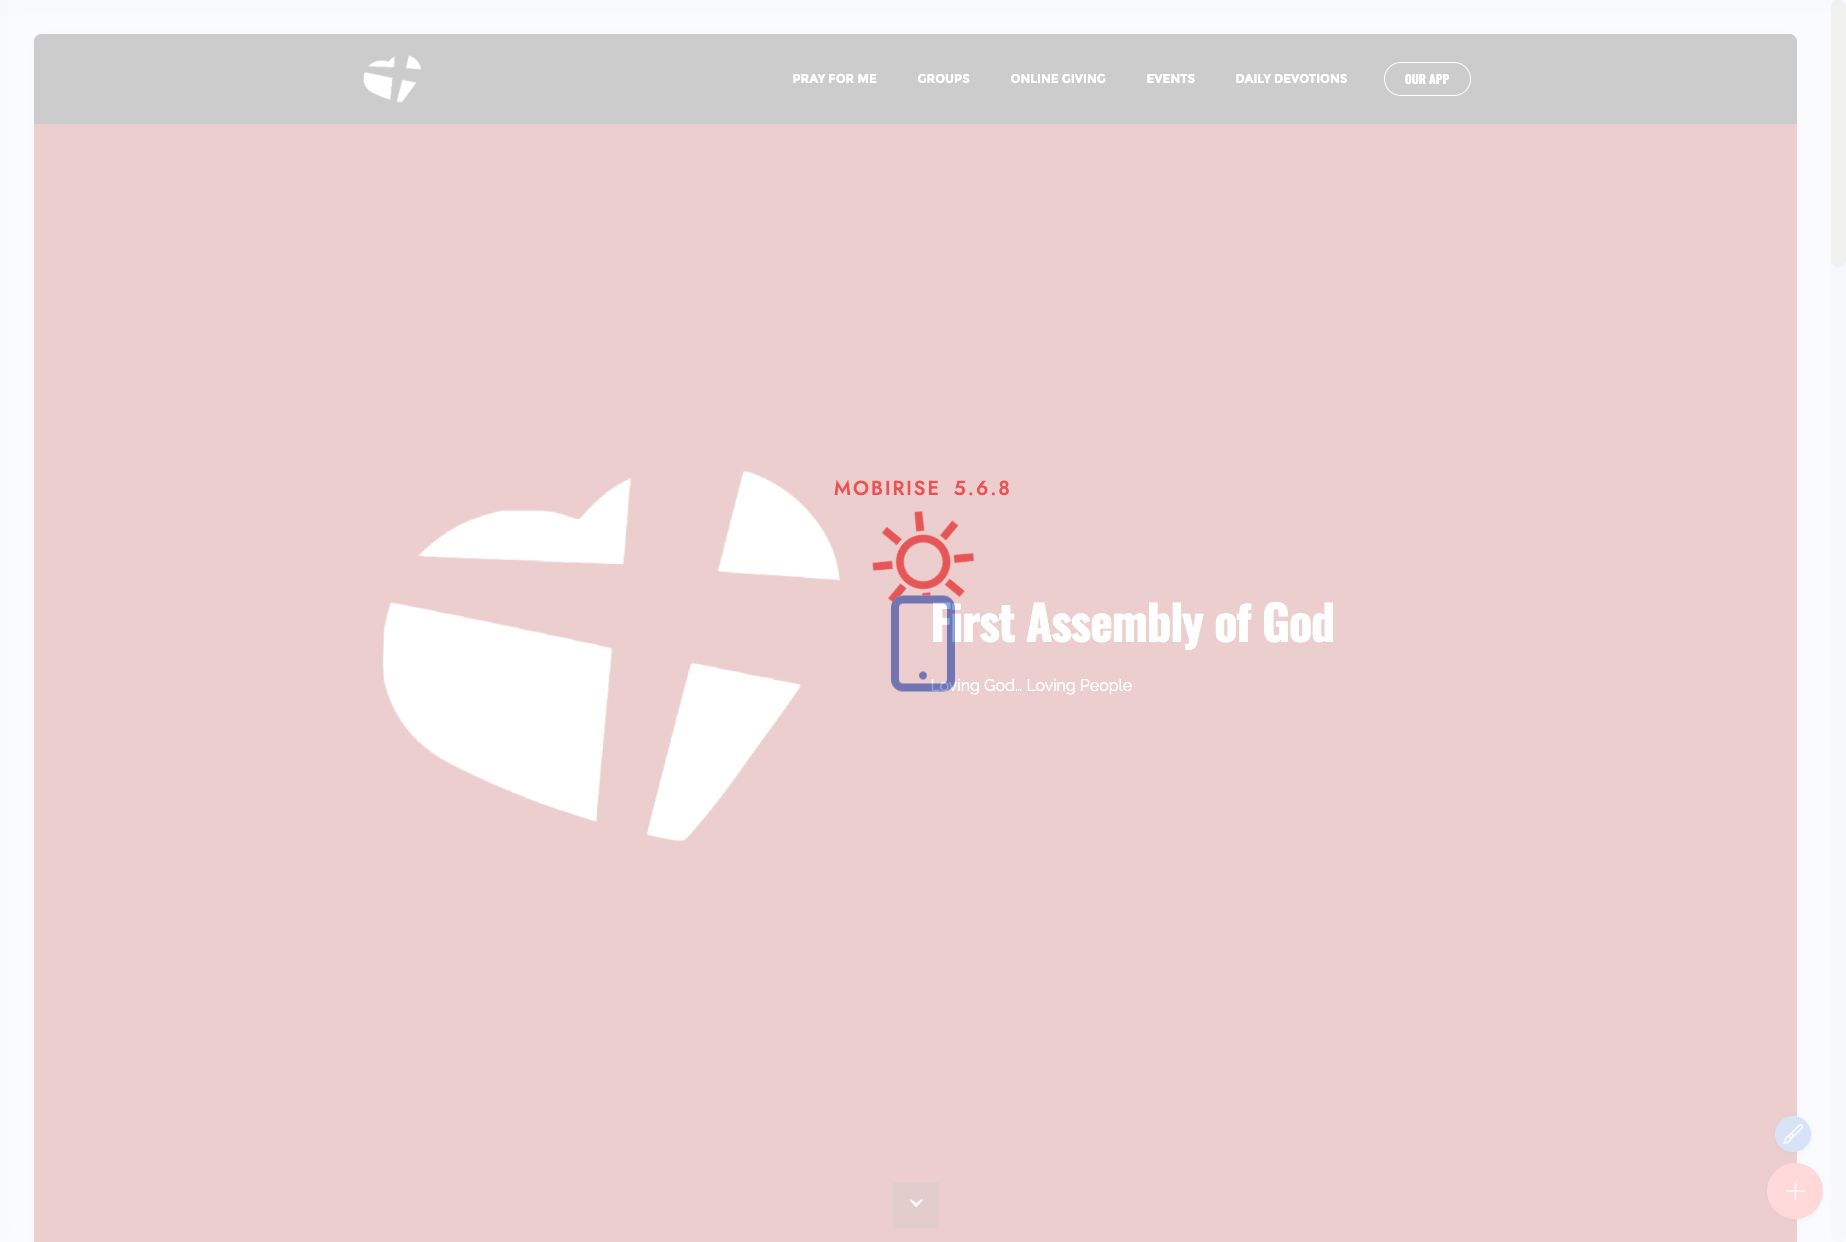 PRAY FOR ME GROUPS ONLINE GIVING EVENTS DAILY DEVOTIONS OUR APP
MOBIRISE 5.6.8
First Assembly of God
Loving God... Loving People